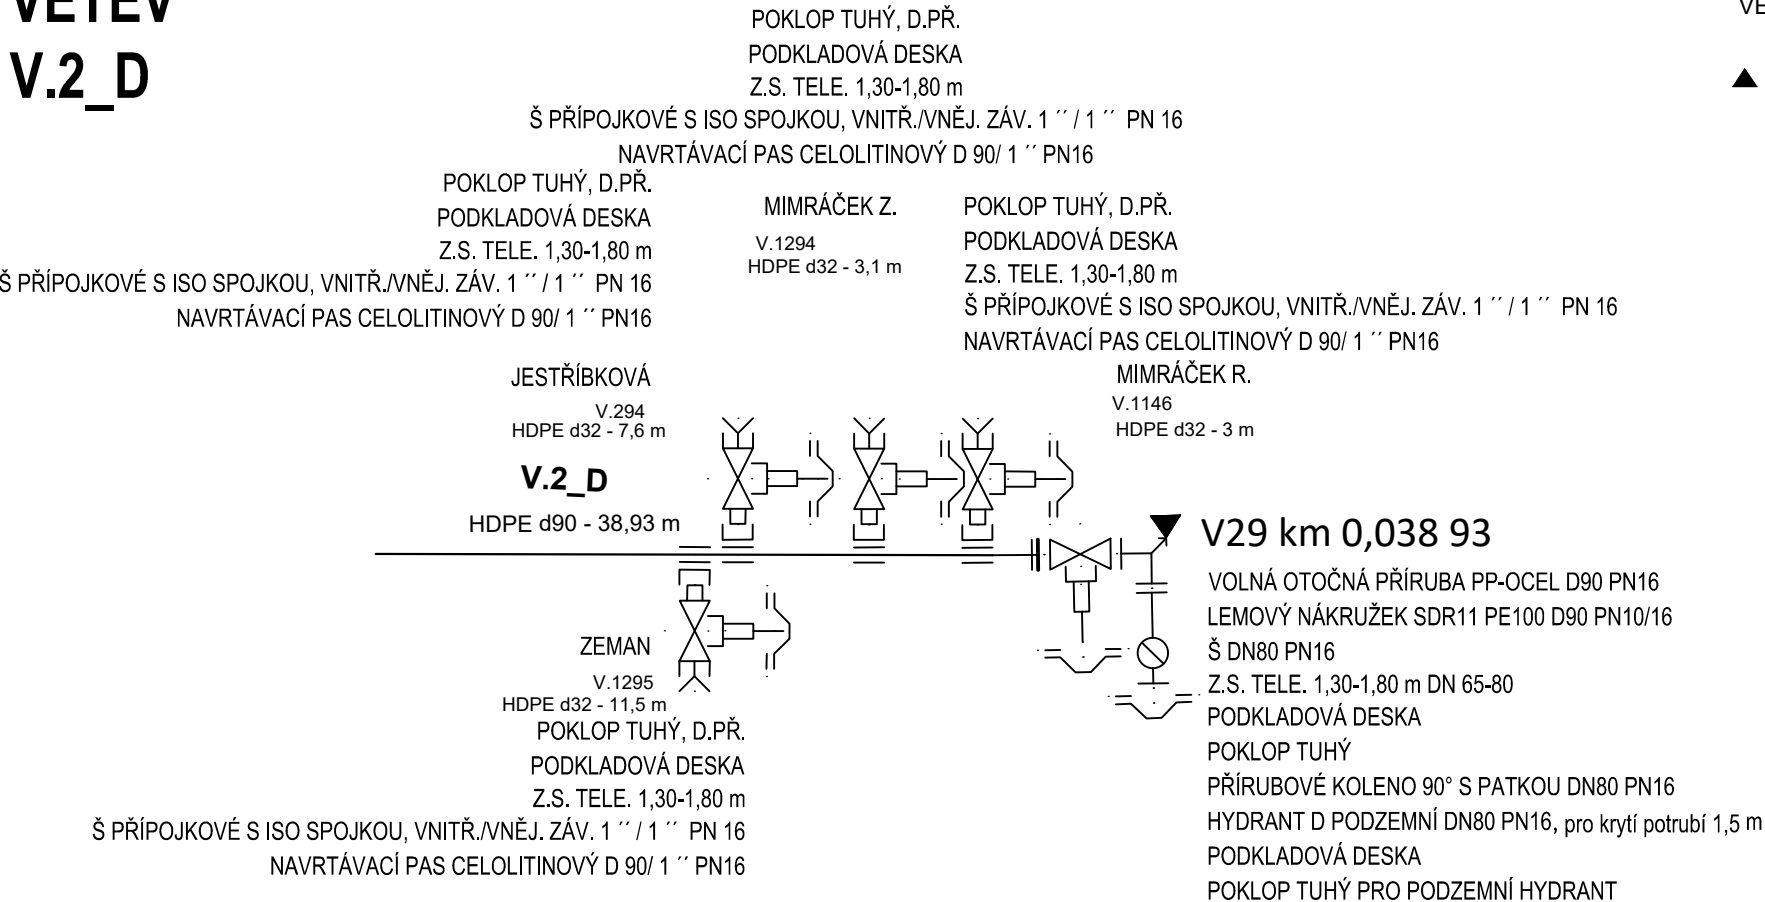 VĚTEV
V.2_D
VE
POKLOP TUHÝ, D.PŘ.
PODKLADOVÁ DESKA
Z.S. TELE. 1,30-1,80 m
Š PŘÍPOJKOVÉ S ISO SPOJKOU, VNITŘ./VNĚJ. ZÁV. 1 ´´ / 1 ´´ PN 16
NAVRTÁVACÍ PAS CELOLITINOVÝ D 90/ 1 ´´ PN16
POKLOP TUHÝ, D.PŘ.
PODKLADOVÁ DESKA
Z.S. TELE. 1,30-1,80 m
Š PŘÍPOJKOVÉ S ISO SPOJKOU, VNITŘ./VNĚJ. ZÁV. 1 ´´ / 1 ´´ PN 16
NAVRTÁVACÍ PAS CELOLITINOVÝ D 90/ 1 ´´ PN16
MIMRÁČEK Z.
V.1294
HDPE d32 - 3,1 m
POKLOP TUHÝ, D.PŘ.
PODKLADOVÁ DESKA
Z.S. TELE. 1,30-1,80 m
Š PŘÍPOJKOVÉ S ISO SPOJKOU, VNITŘ./VNĚJ. ZÁV. 1 ´´ / 1 ´´ PN 16
NAVRTÁVACÍ PAS CELOLITINOVÝ D 90/ 1 ´´ PN16
JESTŘÍBKOVÁ
V.294
HDPE d32 - 7,6 m
MIMRÁČEK R.
V.1146
HDPE d32 - 3 m
V.2_D
HDPE d90 - 38,93 m
V29 km 0,038 93
VOLNÁ OTOČNÁ PŘÍRUBA PP-OCEL D90 PN16
LEMOVÝ NÁKRUŽEK SDR11 PE100 D90 PN10/16
Š DN80 PN16
Z.S. TELE. 1,30-1,80 m DN 65-80
PODKLADOVÁ DESKA
POKLOP TUHÝ
PŘÍRUBOVÉ KOLENO 90° S PATKOU DN80 PN16
HYDRANT D PODZEMNÍ DN80 PN16, pro krytí potrubí 1,5 m
PODKLADOVÁ DESKA
POKLOP TUHÝ PRO PODZEMNÍ HYDRANT
ZEMAN
V.1295
HDPE d32 - 11,5 m
POKLOP TUHÝ, D.PŘ.
PODKLADOVÁ DESKA
Z.S. TELE. 1,30-1,80 m
Š PŘÍPOJKOVÉ S ISO SPOJKOU, VNITŘ./VNĚJ. ZÁV. 1 ´´ / 1 ´´ PN 16
NAVRTÁVACÍ PAS CELOLITINOVÝ D 90/ 1 ´´ PN16